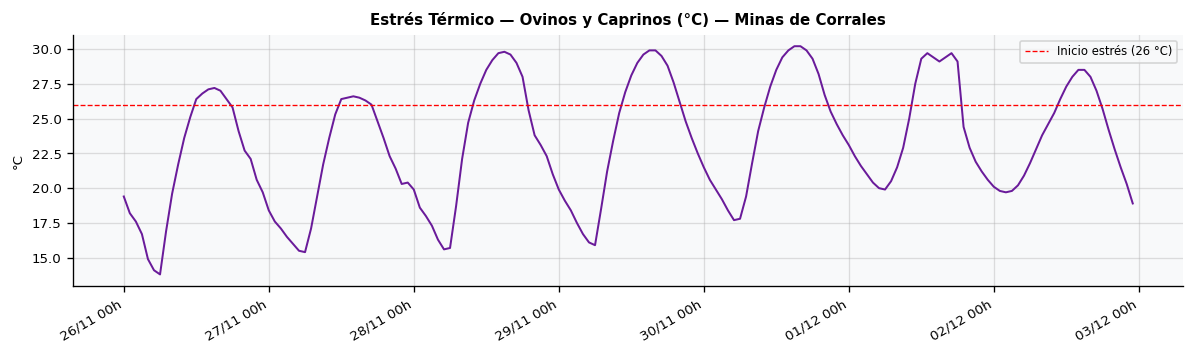 Estrés Térmico — Ovinos y Caprinos (°C) — Minas de Corrales
Inicio estrés (26 °C)
°C
30.0
27.5
25.0
22.5
20.0
17.5
15.0
26/11 00h
27/11 00h
28/11 00h
29/11 00h
30/11 00h
01/12 00h
02/12 00h
03/12 00h